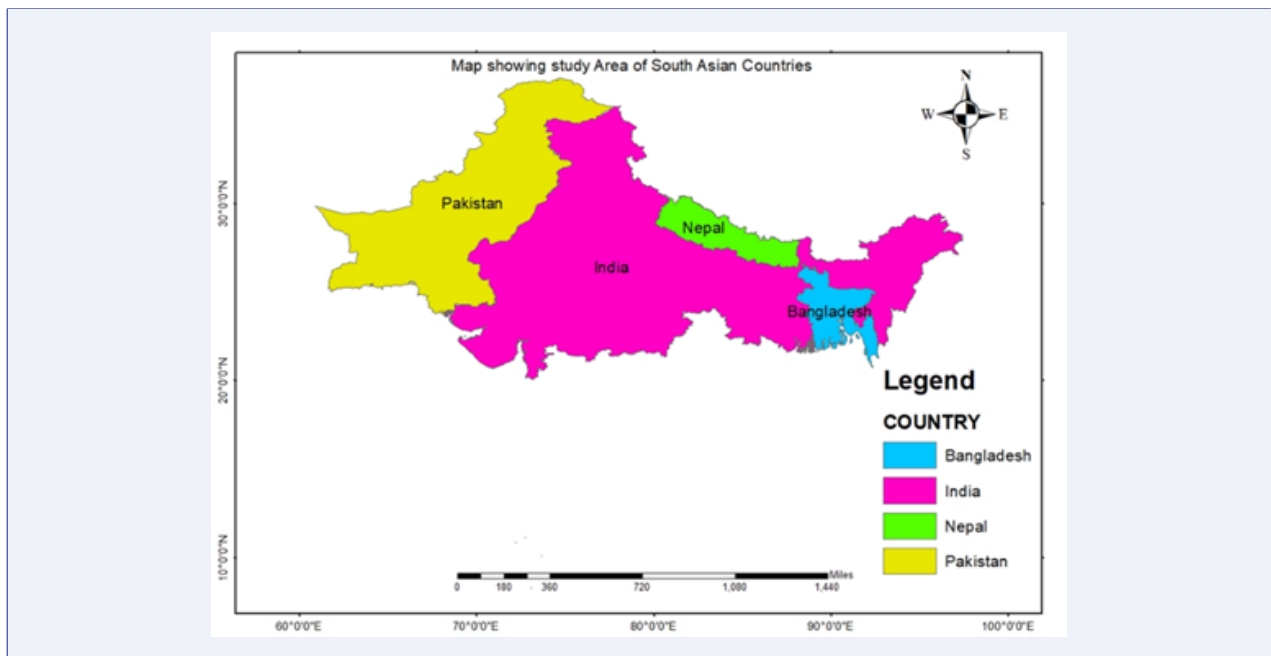 Map showing study Area of South Asian Countries
N
W E
S
30°0'0"N
20°0'0"N
10°0'0"N
Pakistan
Nepal
India
Bangladesh
Legend
COUNTRY
Bangladesh
India
Nepal
Pakistan
Miles
0 180 360 720 1,080 1,440
60°0'0"E 70°0'0"E 80°0'0"E 90°0'0"E 100°0'0"E